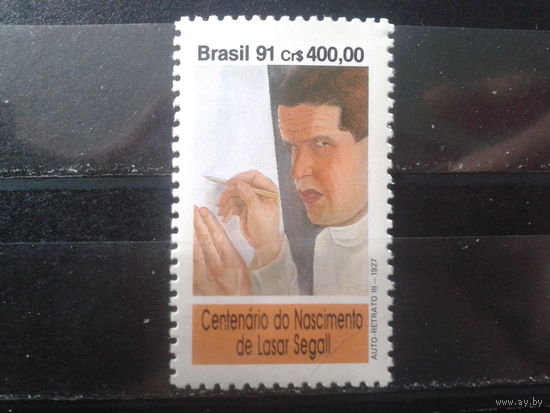 Brasil 91 Cr$ 400,00
AUTO-RETRATO III — 1927
Centenário do Nascimento
de Lasar Segall
www.ay.by